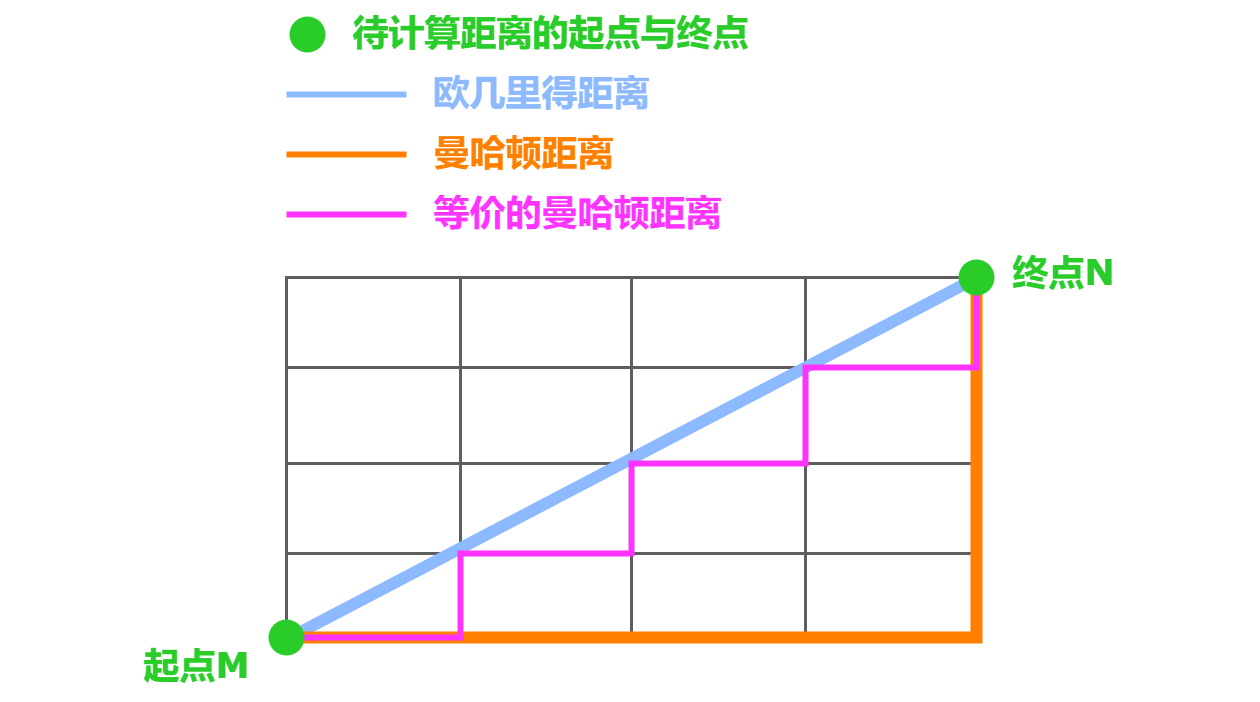 待计算距离的起点与终点
欧几里得距离
曼哈顿距离
等价的曼哈顿距离
终点N
起点M